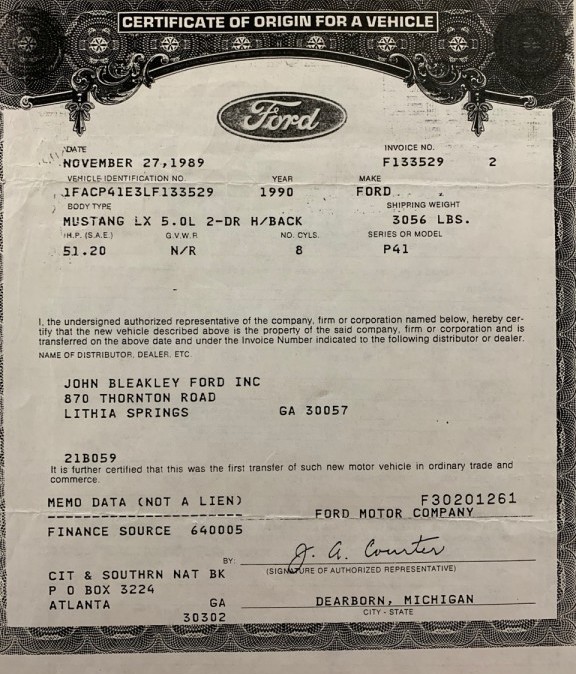 CERTIFICATE OF ORIGIN FOR A VEHICLE
Ford
DATE INVOICE NO.
NOVEMBER 27,1989 F133529 2
VEHICLE IDENTIFICATION NO. YEAR MAKE
1FACP41E3LF133529 1990 FORD
BODY TYPE SHIPPING WEIGHT
MUSTANG LX 5.0L 2-DR H/BACK 3056 LBS.
H.P. (S.A.E.) G.V.W.R. NO. CYLS. SERIES OR MODEL
51.20 N/R 8 P41
I, the undersigned authorized representative of the company, firm or corporation named below, hereby cer-
tify that the new vehicle described above is the property of the said company, firm or corporation and is
transferred on the above date and under the Invoice Number indicated to the following distributor or dealer.
NAME OF DISTRIBUTOR, DEALER, ETC.
JOHN BLEAKLEY FORD INC
870 THORNTON ROAD
LITHIA SPRINGS GA 30057
21B059
It is further certified that this was the first transfer of such new motor vehicle in ordinary trade and
commerce.
MEMO DATA (NOT A LIEN) F30201261
FORD MOTOR COMPANY
FINANCE SOURCE 640005
BY: J. A. Courter
(SIGNATURE OF AUTHORIZED REPRESENTATIVE)
CIT & SOUTHRN NAT BK
P O BOX 3224
ATLANTA GA DEARBORN, MICHIGAN
30302 CITY - STATE